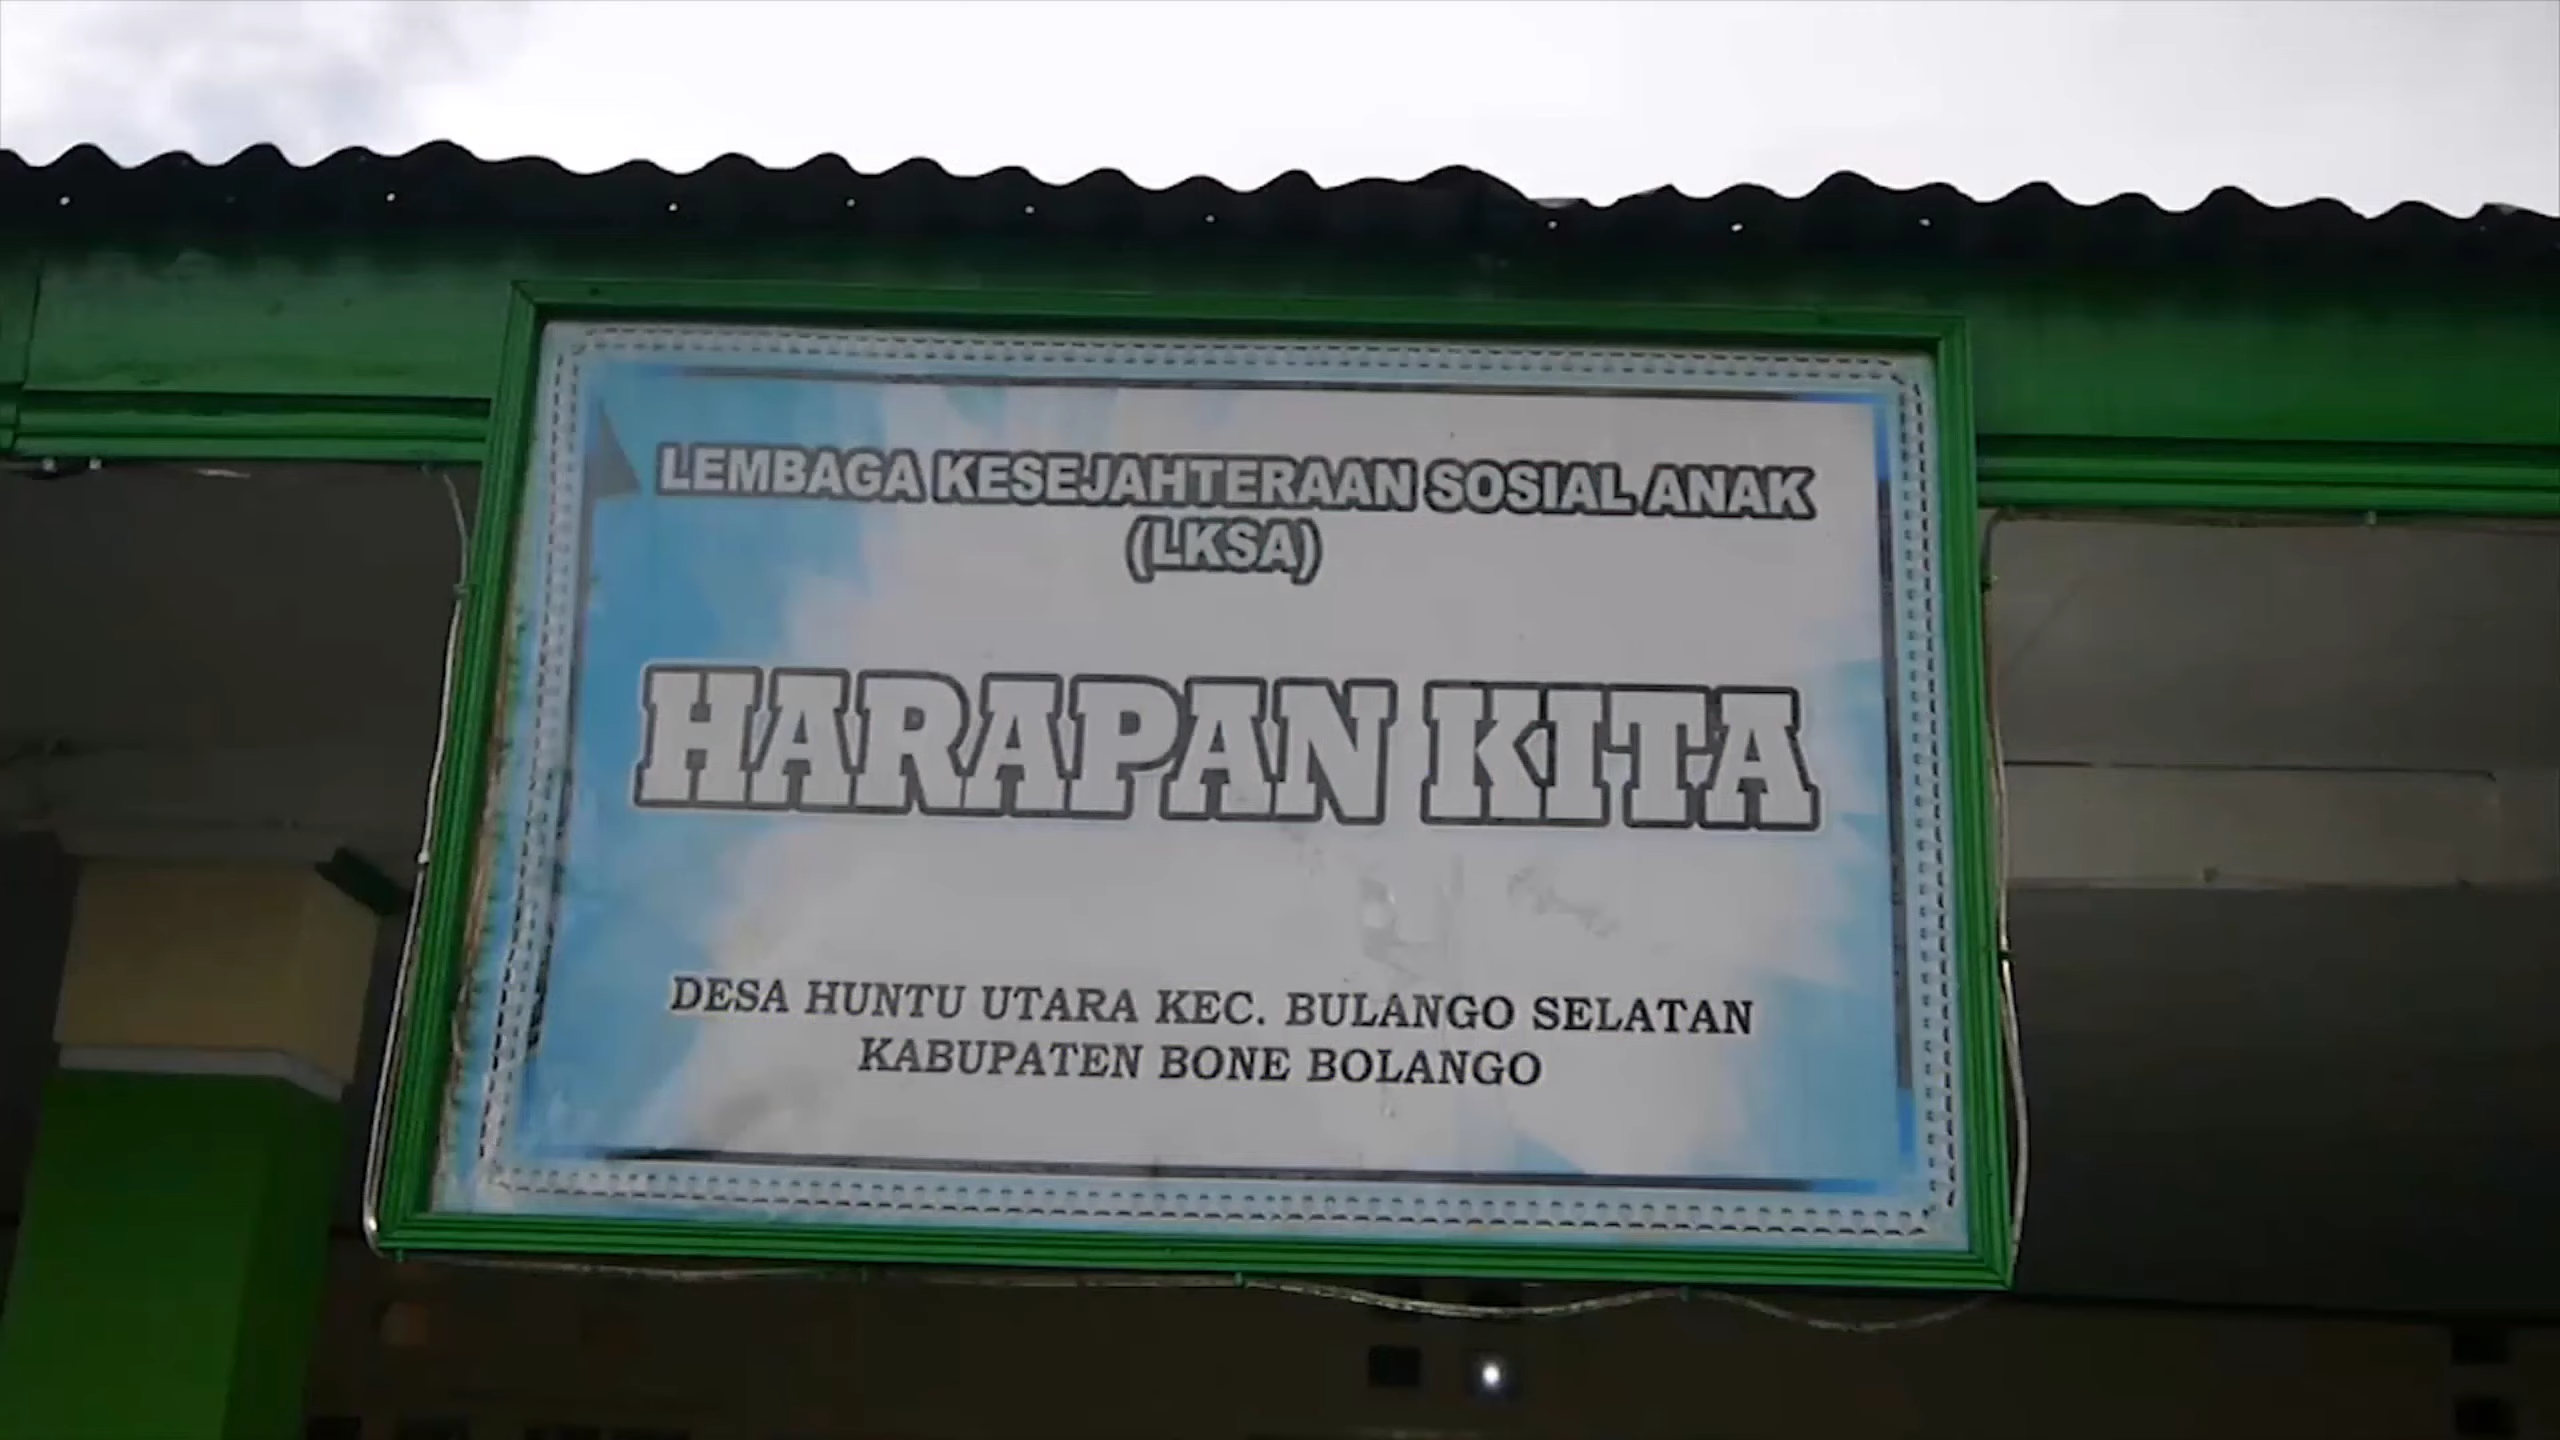 LEMBAGA KESEJAHTERAAN SOSIAL ANAK
(LKSA)
HARAPAN KITA
DESA HUNTU UTARA KEC. BULANGO SELATAN
KABUPATEN BONE BOLANGO